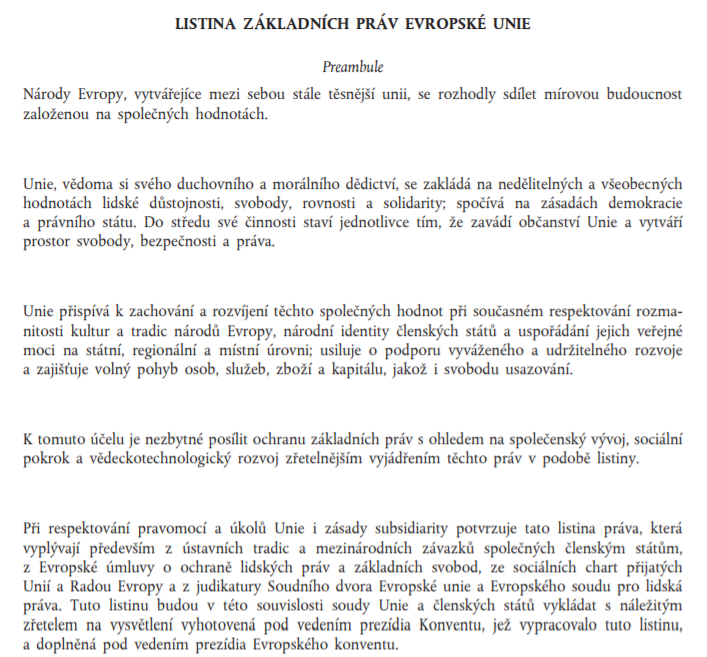 LISTINA ZÁKLADNÍCH PRÁV EVROPSKÉ UNIE
Preambule
Národy Evropy, vytvářejíce mezi sebou stále těsnější unii, se rozhodly sdílet mírovou budoucnost
založenou na společných hodnotách.
Unie, vědoma si svého duchovního a morálního dědictví, se zakládá na nedělitelných a všeobecných
hodnotách lidské důstojnosti, svobody, rovnosti a solidarity; spočívá na zásadách demokracie
a právního státu. Do středu své činnosti staví jednotlivce tím, že zavádí občanství Unie a vytváří
prostor svobody, bezpečnosti a práva.
Unie přispívá k zachování a rozvíjení těchto společných hodnot při současném respektování rozma-
nitosti kultur a tradic národů Evropy, národní identity členských států a uspořádání jejich veřejné
moci na státní, regionální a místní úrovni; usiluje o podporu vyváženého a udržitelného rozvoje
a zajišťuje volný pohyb osob, služeb, zboží a kapitálu, jakož i svobodu usazování.
K tomuto účelu je nezbytné posílit ochranu základních práv s ohledem na společenský vývoj, sociální
pokrok a vědeckotechnologický rozvoj zřetelnějším vyjádřením těchto práv v podobě listiny.
Při respektování pravomocí a úkolů Unie i zásady subsidiarity potvrzuje tato listina práva, která
vyplývají především z ústavních tradic a mezinárodních závazků společných členským státům,
z Evropské úmluvy o ochraně lidských práv a základních svobod, ze sociálních chart přijatých
Unií a Radou Evropy a z judikatury Soudního dvora Evropské unie a Evropského soudu pro lidská
práva. Tuto listinu budou v této souvislosti soudy Unie a členských států vykládat s náležitým
zřetelem na vysvětlení vyhotovená pod vedením prezídia Konventu, jež vypracovalo tuto listinu,
a doplněná pod vedením prezídia Evropského konventu.